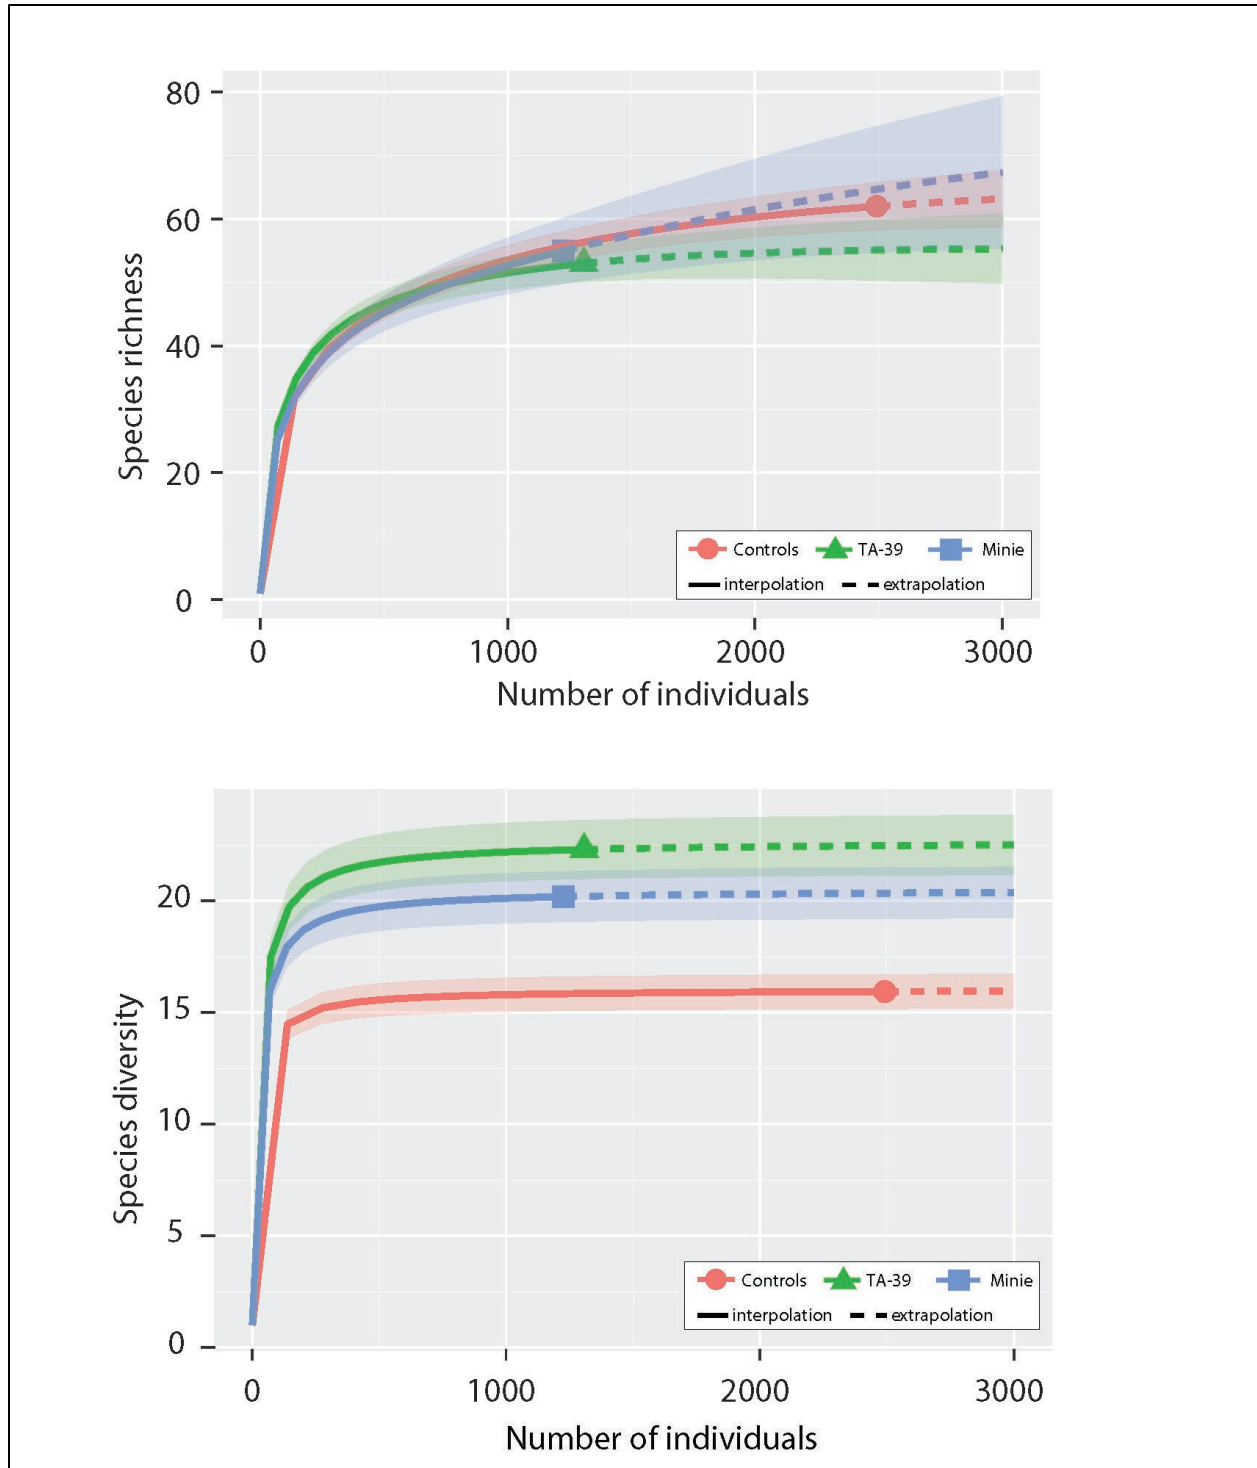 80
60
40
20
0
Species richness
Controls TA-39 Minie
interpolation extrapolation
0 1000 2000 3000
Number of individuals
20
15
10
5
0
Species diversity
Controls TA-39 Minie
interpolation extrapolation
0 1000 2000 3000
Number of individuals